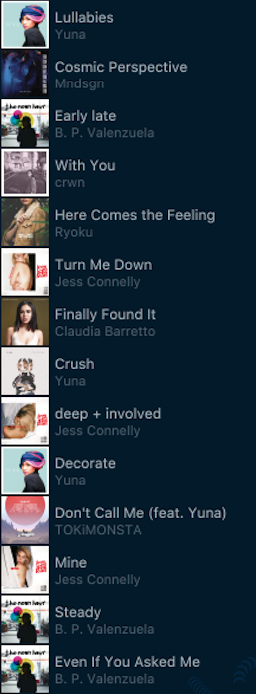 Lullabies
Yuna
Cosmic Perspective
Mndsgn
Early late
B. P. Valenzuela
With You
crwn
Here Comes the Feeling
Ryoku
Turn Me Down
Jess Connelly
Finally Found It
Claudia Barretto
Crush
Yuna
deep + involved
Jess Connelly
Decorate
Yuna
Don't Call Me (feat. Yuna)
TOKiMONSTA
Mine
Jess Connelly
Steady
B. P. Valenzuela
Even If You Asked Me
B. P. Valenzuela